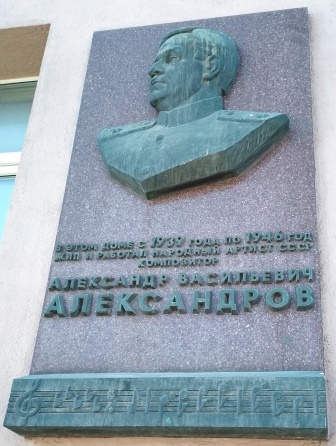 В ЭТОМ ДОМЕ С 1939 ГОДА ПО 1946 ГОД
ЖИЛ И РАБОТАЛ НАРОДНЫЙ АРТИСТ СССР
КОМПОЗИТОР
АЛЕКСАНДР ВАСИЛЬЕВИЧ
АЛЕКСАНДРОВ